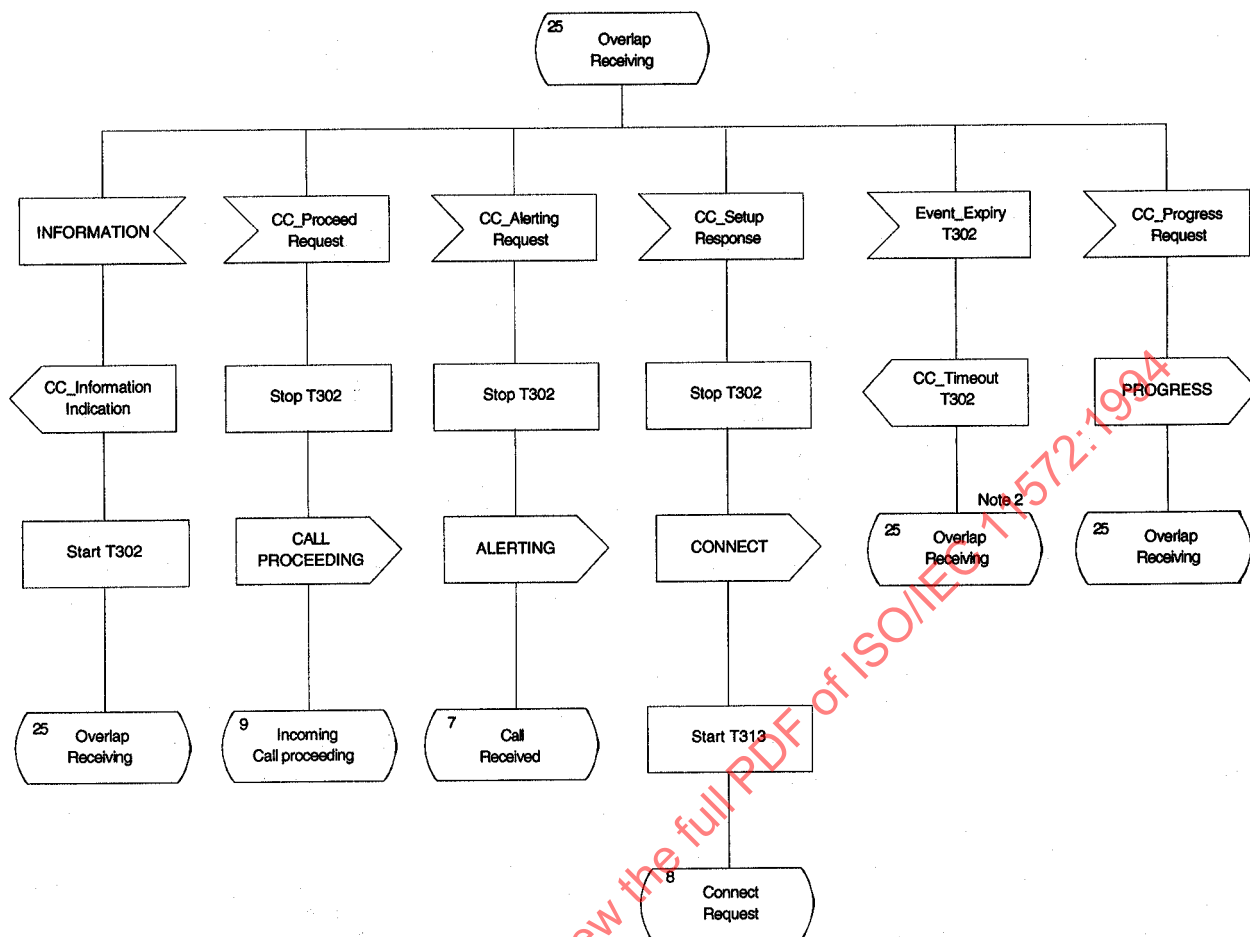 25
Overlap
Receiving
INFORMATION
CC_Proceed
Request
CC_Alerting
Request
CC_Setup
Response
Event_Expiry
T302
CC_Progress
Request
CC_Information
Indication
Stop T302
Stop T302
Stop T302
CC_Timeout
T302
PROGRESS
Start T302
CALL
PROCEEDING
ALERTING
CONNECT
Note 2
25
Overlap
Receiving
25
Overlap
Receiving
25
Overlap
Receiving
9
Incoming
Call proceeding
7
Call
Received
Start T313
8
Connect
Request
ew the full PDF of ISO/IEC 11572:1994